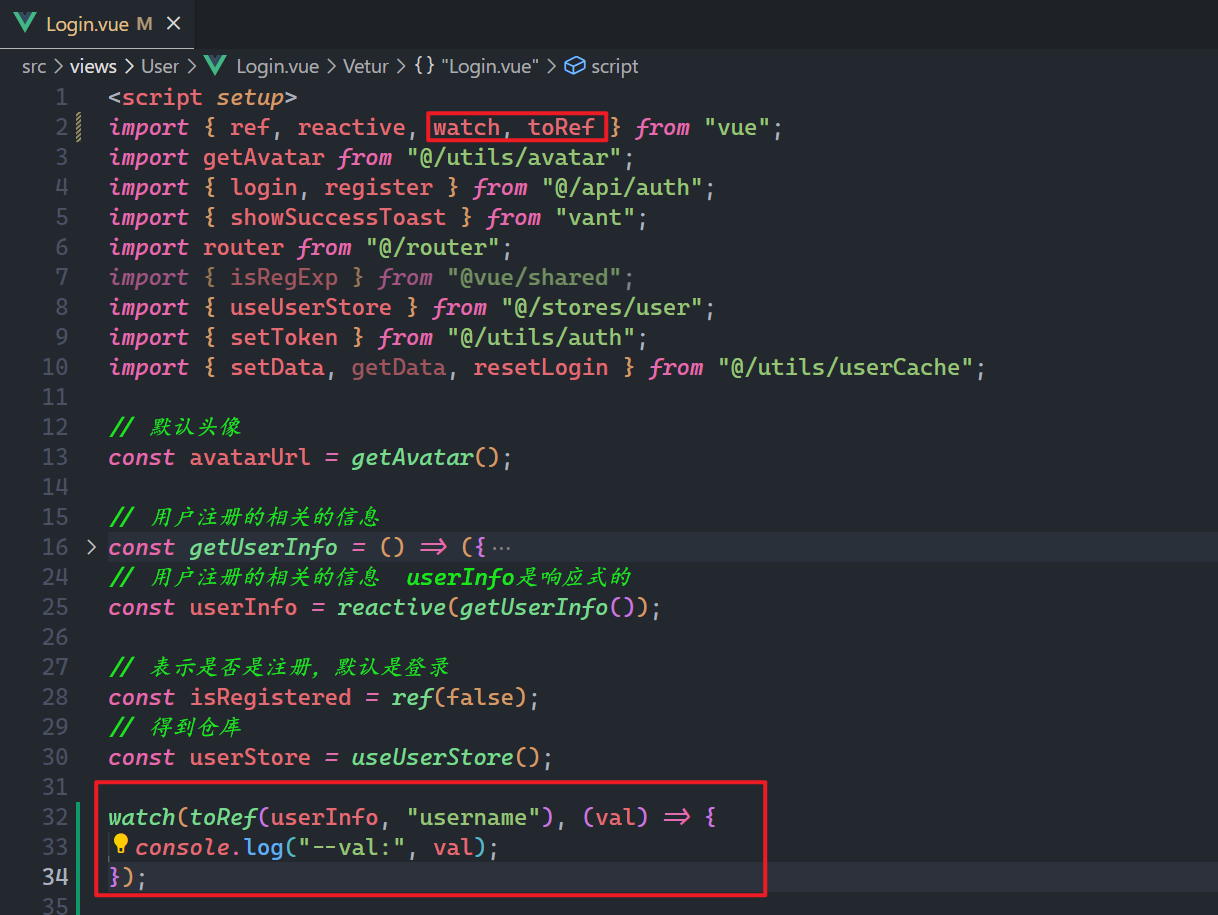 Login.vue M ×
src > views > User > Login.vue > Vetur > {} "Login.vue" > script
1 <script setup>
2 import { ref, reactive, watch, toRef } from "vue";
3 import getAvatar from "@/utils/avatar";
4 import { login, register } from "@/api/auth";
5 import { showSuccessToast } from "vant";
6 import router from "@/router";
7 import { isRegExp } from "@vue/shared";
8 import { useUserStore } from "@/stores/user";
9 import { setToken } from "@/utils/auth";
10 import { setData, getData, resetLogin } from "@/utils/userCache";
11
12 // 默认头像
13 const avatarUrl = getAvatar();
14
15 // 用户注册的相关的信息
16 > const getUserInfo = () => ({ ···
24 // 用户注册的相关的信息  userInfo是响应式的
25 const userInfo = reactive(getUserInfo());
26
27 // 表示是否是注册，默认是登录
28 const isRegistered = ref(false);
29 // 得到仓库
30 const userStore = useUserStore();
31
32 watch(toRef(userInfo, "username"), (val) => {
33 console.log("--val:", val);
34 });
35